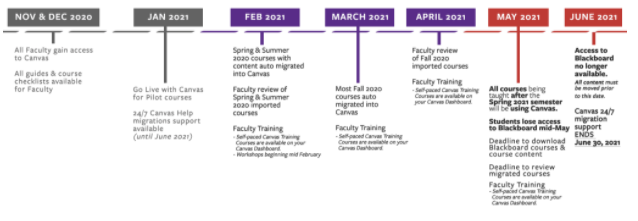 NOV & DEC 2020
All Faculty gain access
to Canvas
All guides & course
checklists available
for Faculty
JAN 2021
Go Live with Canvas
for Pilot courses
24/7 Canvas Help
migrations support
available
(until June 2021)
FEB 2021
Spring & Summer
2020 courses with
content auto migrated
into Canvas
Faculty review of
Spring & Summer
2020 imported
courses
Faculty Training
- Self-paced Canvas Training
Courses are available on your
Canvas Dashboard.
- Workshops beginning mid February
MARCH 2021
Most Fall 2020
courses auto
migrated into
Canvas
Faculty Training
- Self-paced Canvas Training
Courses are available on your
Canvas Dashboard.
APRIL 2021
Faculty review
of Fall 2020
imported courses
Faculty Training
- Self-paced Canvas Training
Courses are available on
your Canvas Dashboard.
MAY 2021
All courses being
taught after the
Spring 2021 semester
will be using Canvas.
Students lose access
to Blackboard mid-May
Deadline to download
Blackboard courses &
course content
Deadline to review
migrated courses
Faculty Training
- Self-paced Canvas Training
Courses are available on your
Canvas Dashboard.
JUNE 2021
Access to
Blackboard
no longer
available.
All content must
be moved prior
to this date.
Canvas 24/7
migration
support
ENDS
June 30, 2021